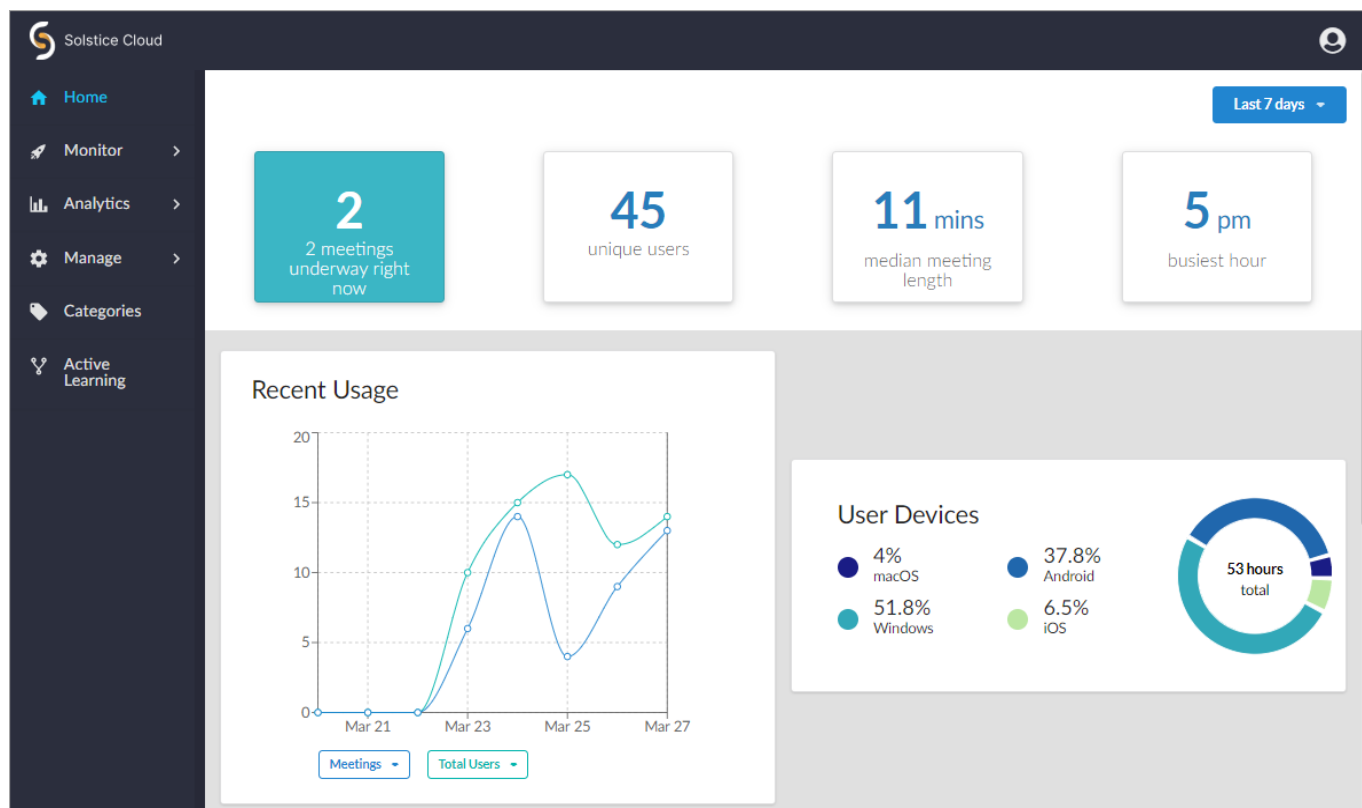 Solstice Cloud
Home
Monitor
Analytics
Manage
Categories
Active
Learning
Last 7 days
2
2 meetings
underway right
now
45
unique users
11 mins
median meeting
length
5 pm
busiest hour
Recent Usage
20
15
10
5
0
Mar 21
Mar 23
Mar 25
Mar 27
Meetings
Total Users
User Devices
4%
macOS
37.8%
Android
51.8%
Windows
6.5%
iOS
53 hours
total